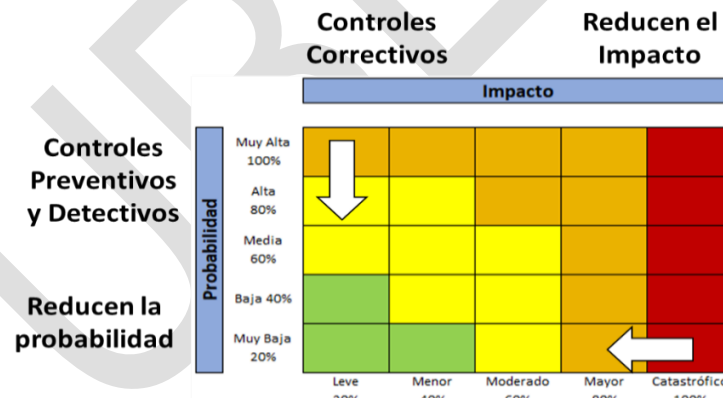 Controles
Correctivos
Reducen el
Impacto
Impacto
Controles
Preventivos
y Detectivos
Reducen la
probabilidad
Probabilidad
Muy Alta
100%
Alta
80%
Media
60%
Baja 40%
Muy Baja
20%
Leve
Menor
Moderado
Mayor
Catastrófico